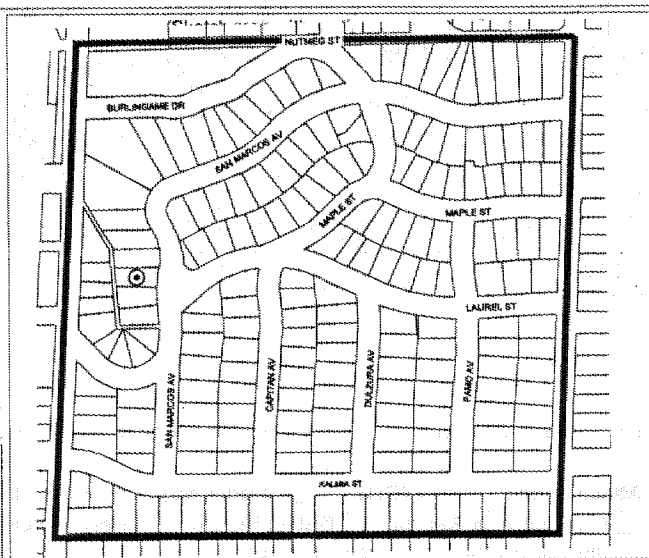 NUTMEG ST
BURLINGAME DR
SAN MARCOS AV
MAPLE ST
MAPLE ST
LAUREL ST
SAN MARCOS AV
CAPITAN AV
DULZURA AV
PAMO AV
KALMIA ST